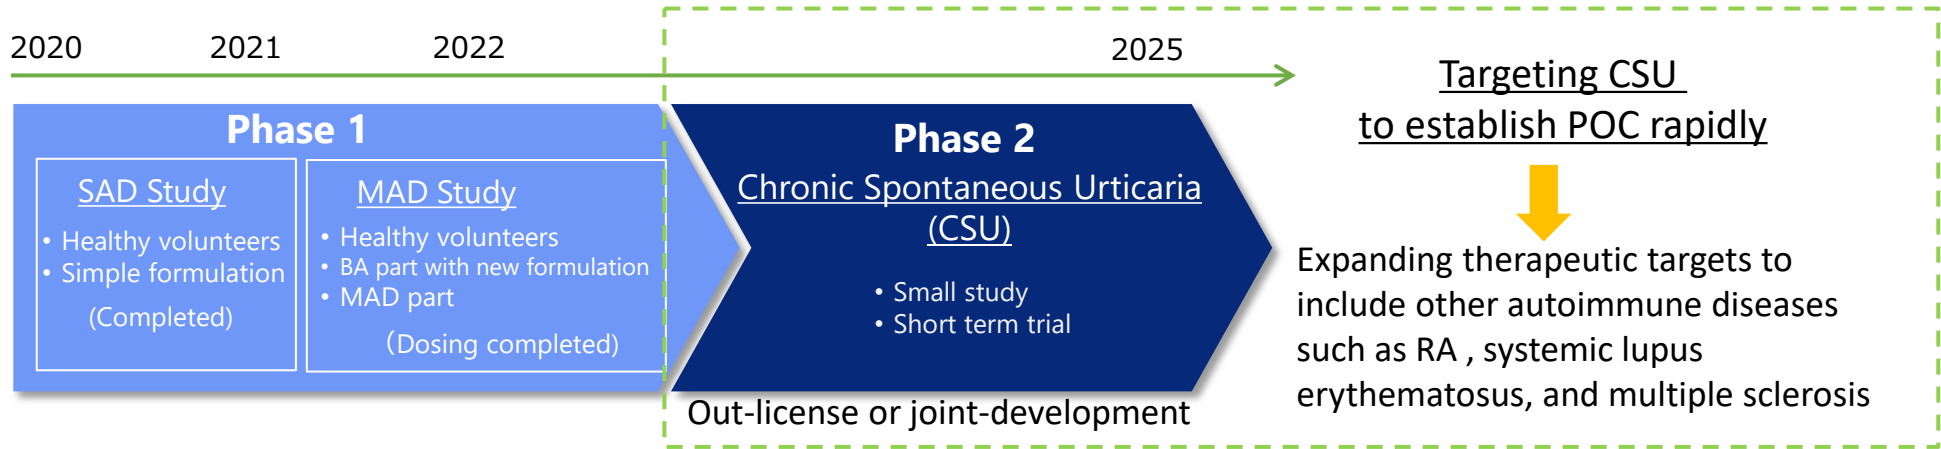 2020
2021
2022
2025
Phase 1
SAD Study
• Healthy volunteers
• Simple formulation
(Completed)
MAD Study
• Healthy volunteers
• BA part with new formulation
• MAD part
（Dosing completed)
Phase 2
Chronic Spontaneous Urticaria
(CSU)
• Small study
• Short term trial
Out-license or joint-development
Targeting CSU
to establish POC rapidly
Expanding therapeutic targets to
include other autoimmune diseases
such as RA , systemic lupus
erythematosus, and multiple sclerosis